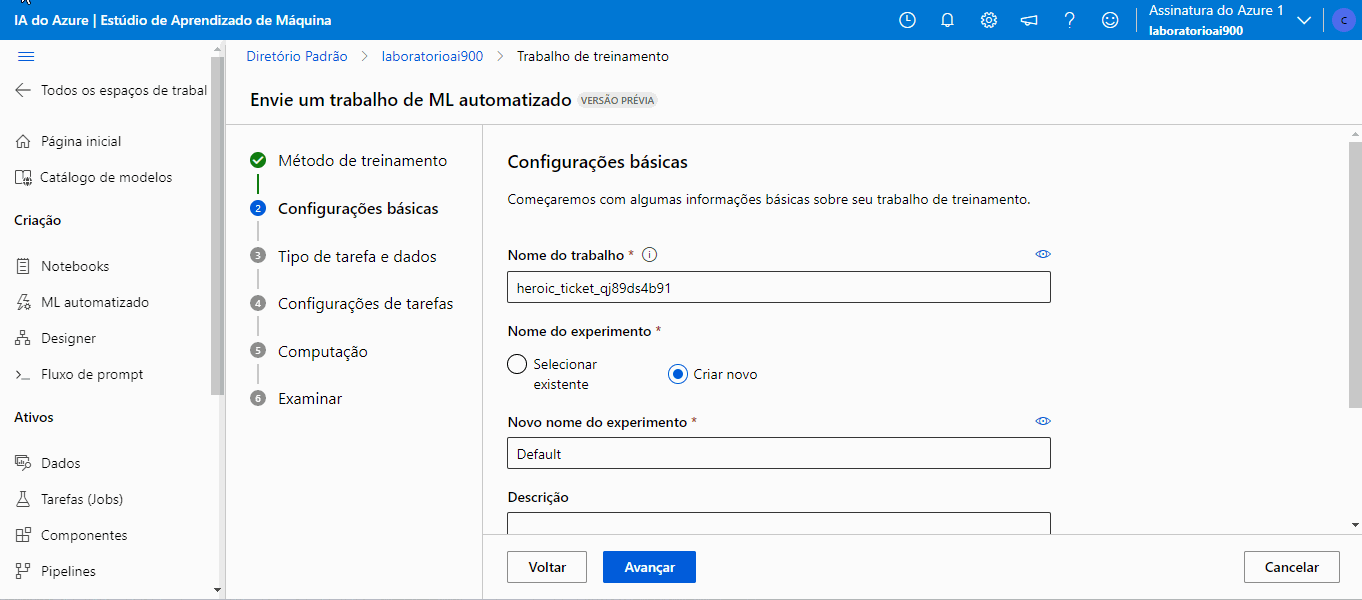 IA do Azure | Estúdio de Aprendizado de Máquina
Assinatura do Azure 1
laboratorioai900
C
Todos os espaços de trabal
Página inicial
Catálogo de modelos
Criação
Notebooks
ML automatizado
Designer
Fluxo de prompt
Ativos
Dados
Tarefas (Jobs)
Componentes
Pipelines
Diretório Padrão > laboratorioai900 > Trabalho de treinamento
Envie um trabalho de ML automatizado VERSÃO PRÉVIA
Método de treinamento
2 Configurações básicas
3 Tipo de tarefa e dados
4 Configurações de tarefas
5 Computação
6 Examinar
Configurações básicas
Começaremos com algumas informações básicas sobre seu trabalho de treinamento.
Nome do trabalho *
heroic_ticket_qj89ds4b91
Nome do experimento *
Selecionar
existente
Criar novo
Novo nome do experimento *
Default
Descrição
Voltar
Avançar
Cancelar